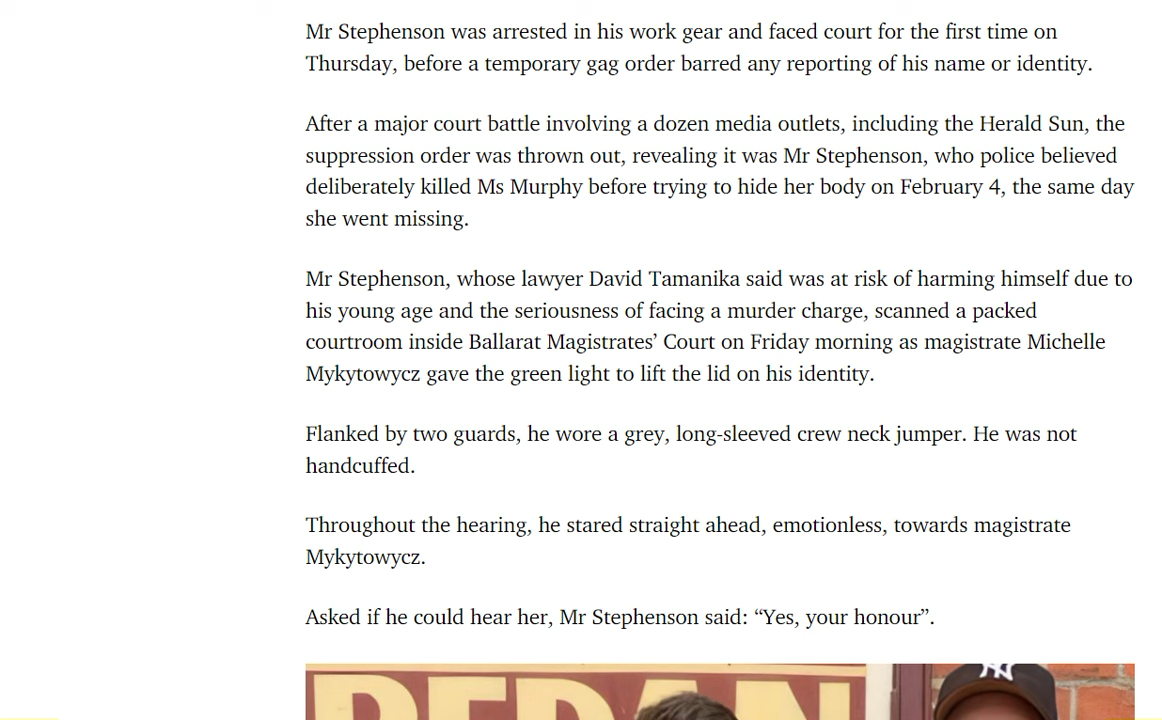 Mr Stephenson was arrested in his work gear and faced court for the first time on
Thursday, before a temporary gag order barred any reporting of his name or identity.
After a major court battle involving a dozen media outlets, including the Herald Sun, the
suppression order was thrown out, revealing it was Mr Stephenson, who police believed
deliberately killed Ms Murphy before trying to hide her body on February 4, the same day
she went missing.
Mr Stephenson, whose lawyer David Tamanika said was at risk of harming himself due to
his young age and the seriousness of facing a murder charge, scanned a packed
courtroom inside Ballarat Magistrates’ Court on Friday morning as magistrate Michelle
Mykytowycz gave the green light to lift the lid on his identity.
Flanked by two guards, he wore a grey, long-sleeved crew neck jumper. He was not
handcuffed.
Throughout the hearing, he stared straight ahead, emotionless, towards magistrate
Mykytowycz.
Asked if he could hear her, Mr Stephenson said: “Yes, your honour”.
REDAN
NY